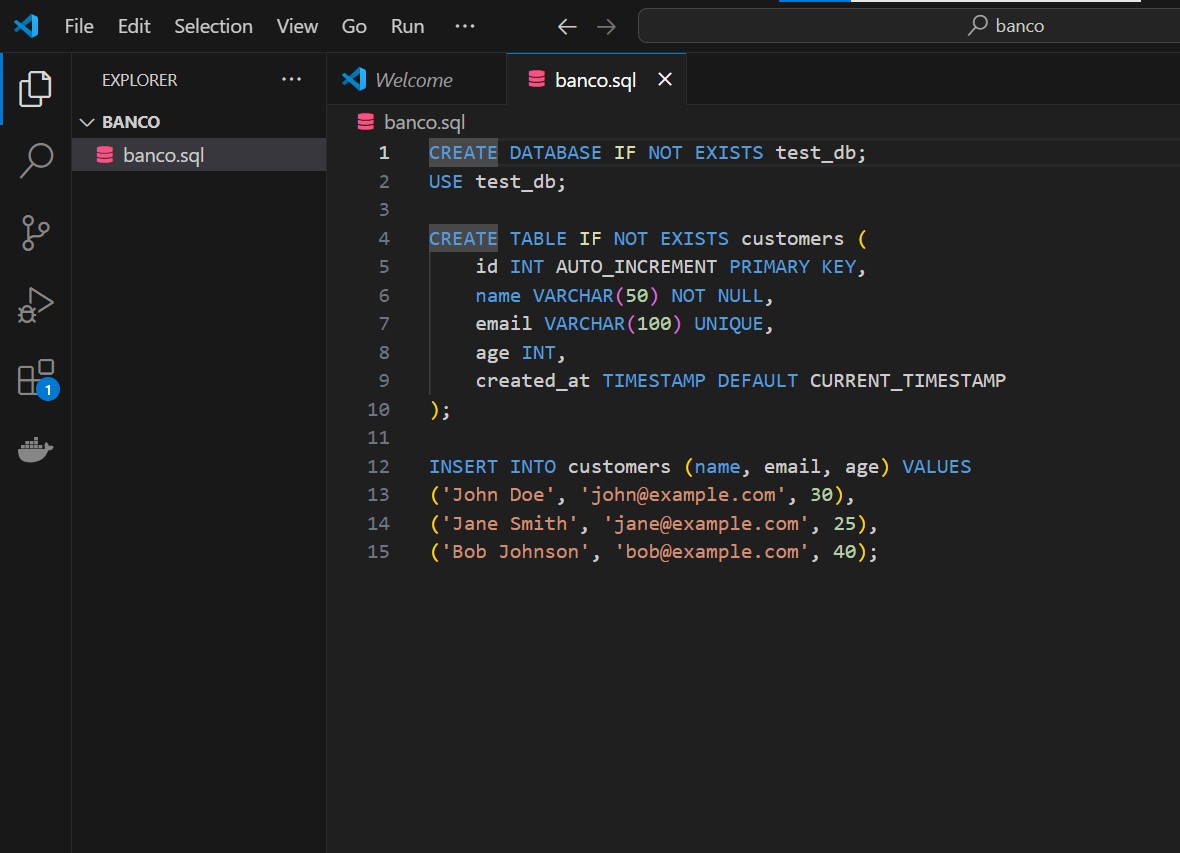 File Edit Selection View Go Run ··· ← → banco
EXPLORER ···
Welcome
banco.sql ×
BANCO
banco.sql
banco.sql
1 CREATE DATABASE IF NOT EXISTS test_db;
2 USE test_db;
3
4 CREATE TABLE IF NOT EXISTS customers (
5     id INT AUTO_INCREMENT PRIMARY KEY,
6     name VARCHAR(50) NOT NULL,
7     email VARCHAR(100) UNIQUE,
8     age INT,
9     created_at TIMESTAMP DEFAULT CURRENT_TIMESTAMP
10 );
11
12 INSERT INTO customers (name, email, age) VALUES
13 ('John Doe', 'john@example.com', 30),
14 ('Jane Smith', 'jane@example.com', 25),
15 ('Bob Johnson', 'bob@example.com', 40);
1